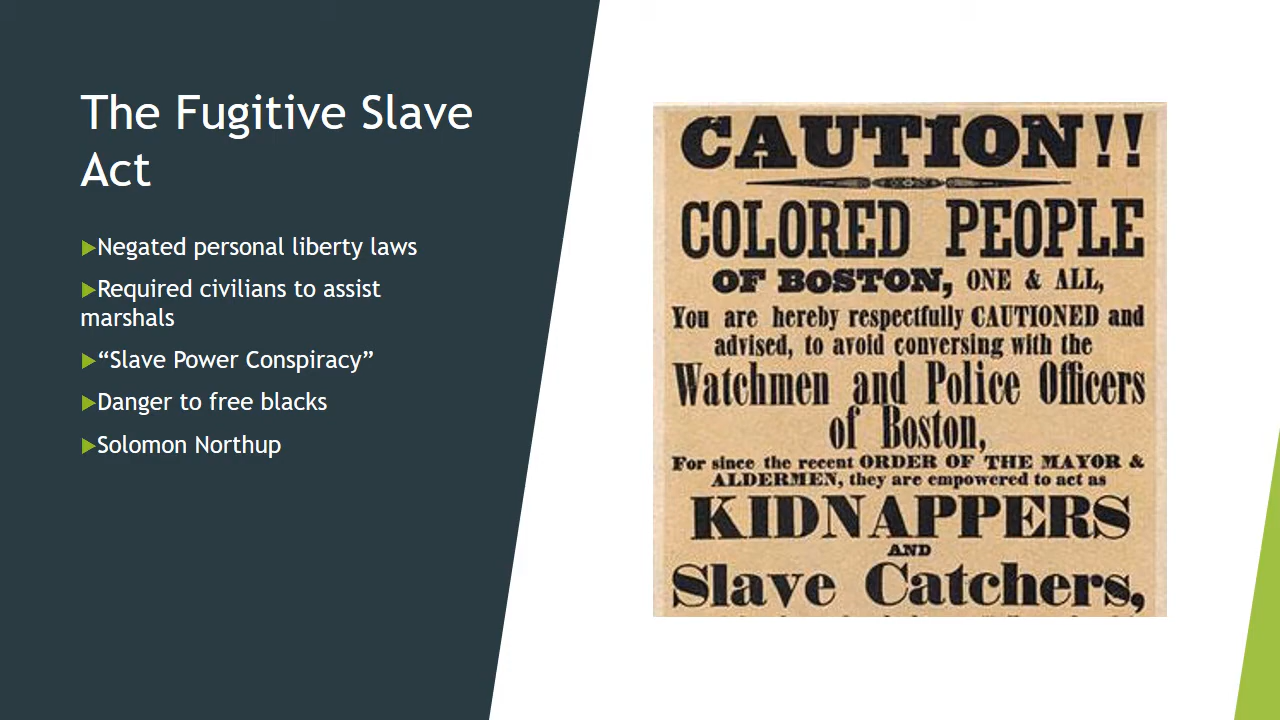 The Fugitive Slave
Act
Negated personal liberty laws
Required civilians to assist
marshals
“Slave Power Conspiracy”
Danger to free blacks
Solomon Northup
CAUTION!!
COLORED PEOPLE
OF BOSTON, ONE & ALL,
You are hereby respectfully CAUTIONED and
advised, to avoid conversing with the
Watchmen and Police Officers
of Boston,
For since the recent ORDER OF THE MAYOR &
ALDERMEN, they are empowered to act as
KIDNAPPERS
AND
Slave Catchers,